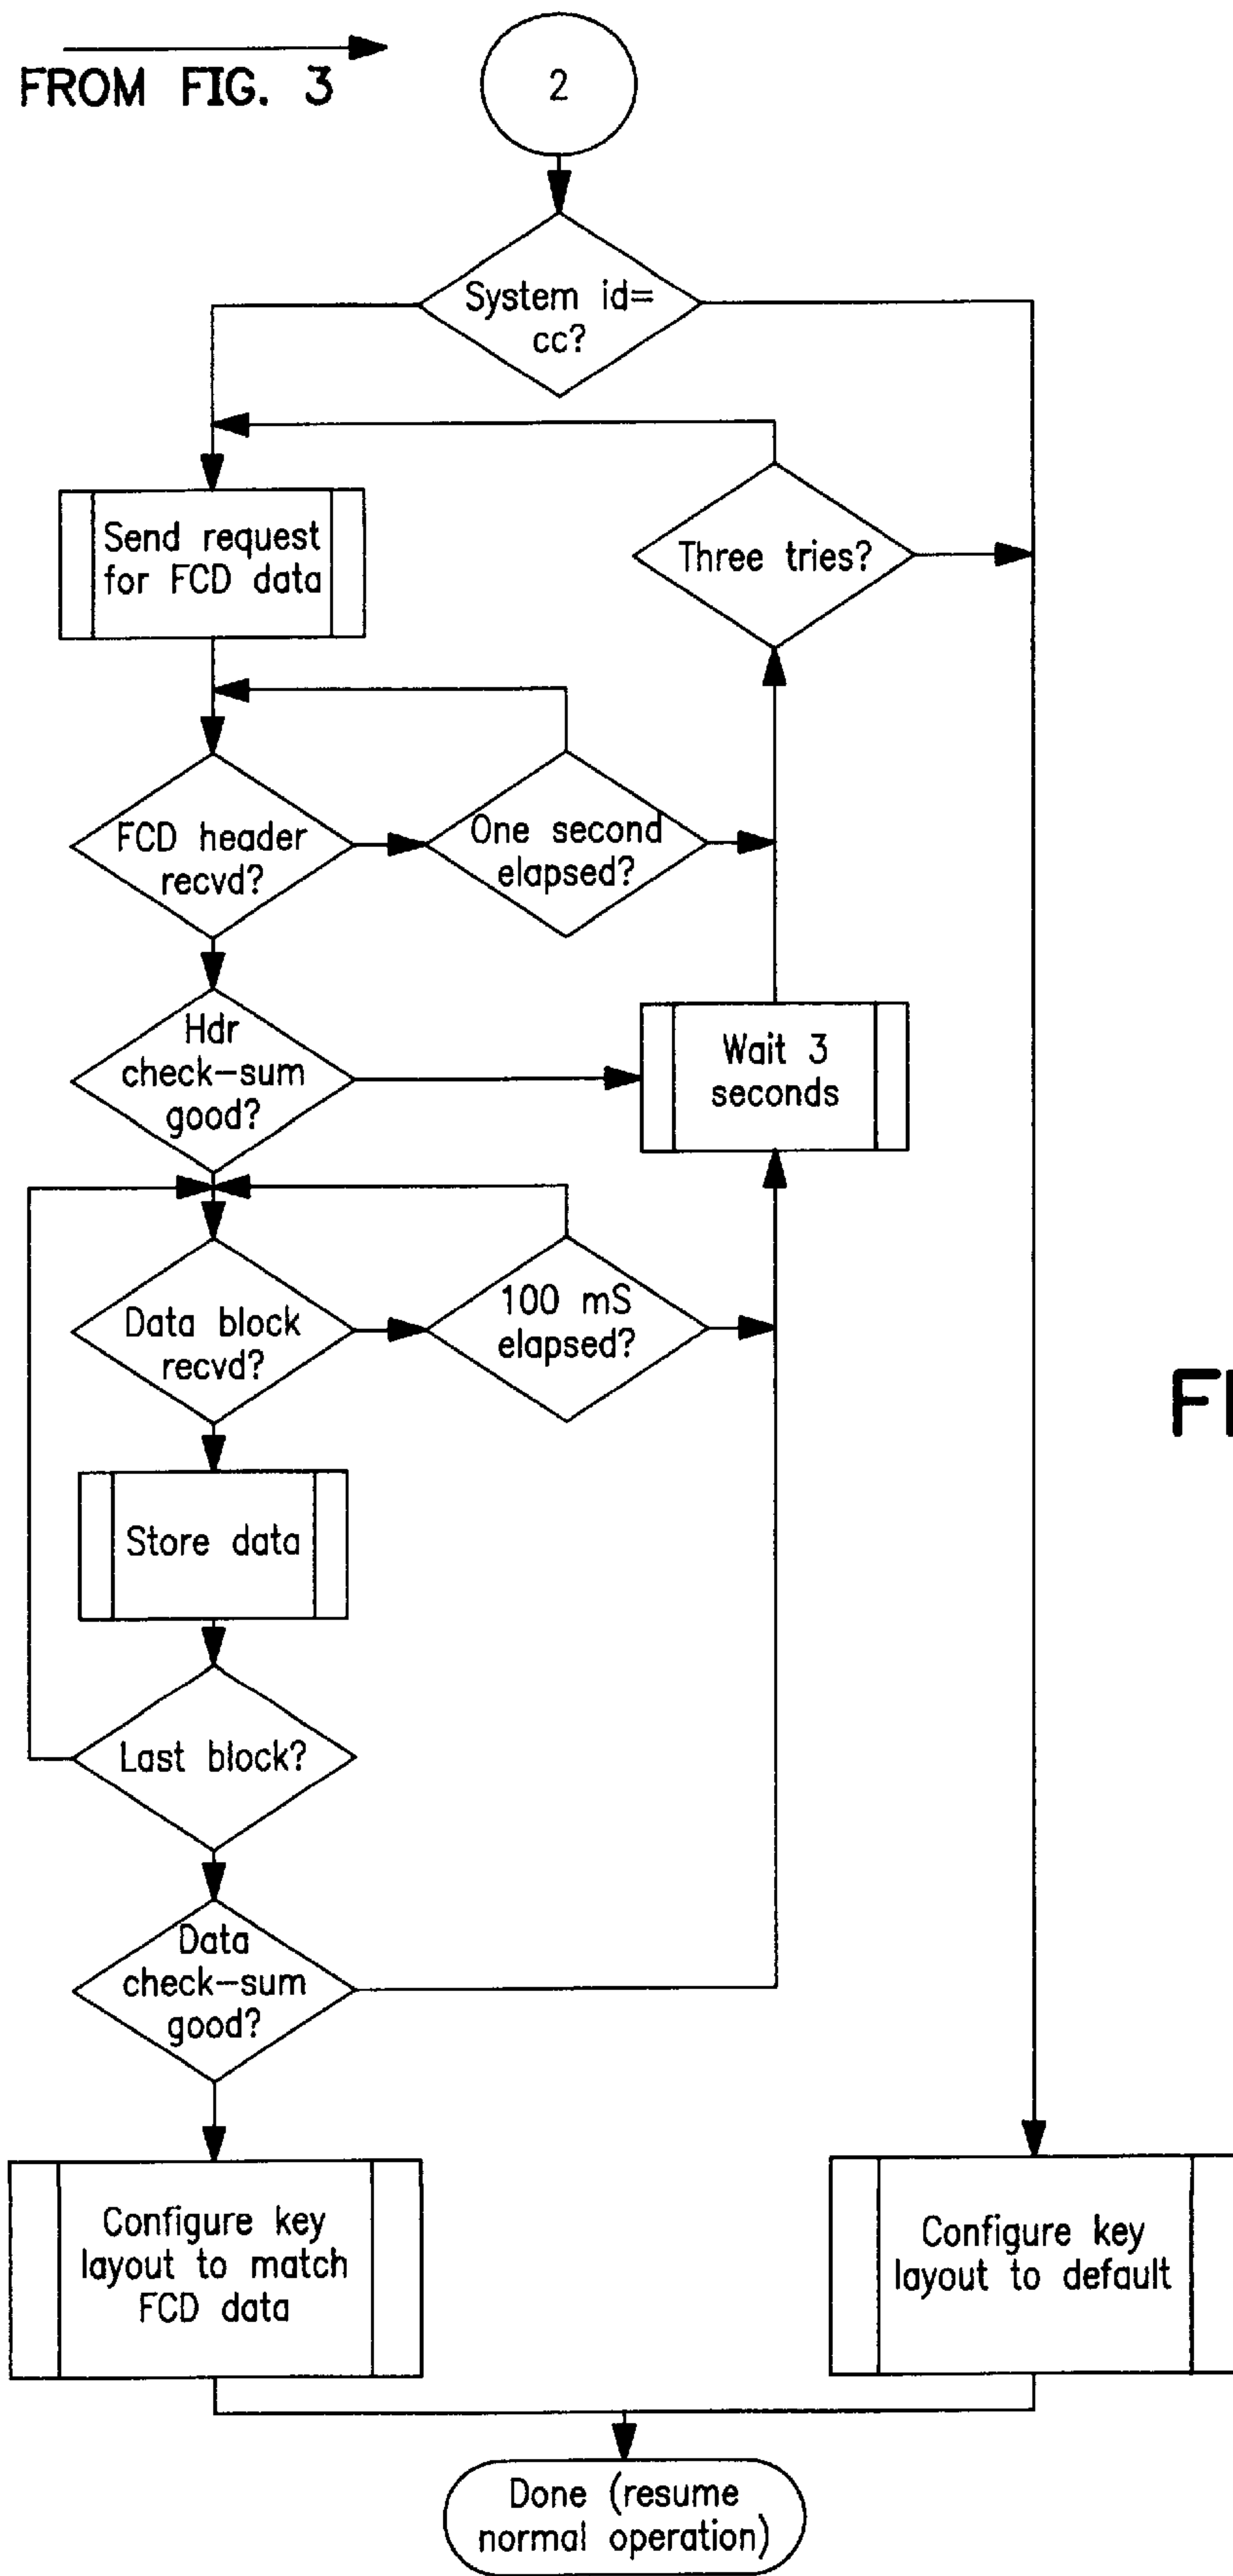 FROM FIG. 3
2
System id=
cc?
Send request
for FCD data
Three tries?
FCD header
recvd?
One second
elapsed?
Hdr
check-sum
good?
Wait 3
seconds
Data block
recvd?
100 mS
elapsed?
Store data
Last block?
Data
check-sum
good?
Configure key
layout to match
FCD data
Configure key
layout to default
Done (resume
normal operation)